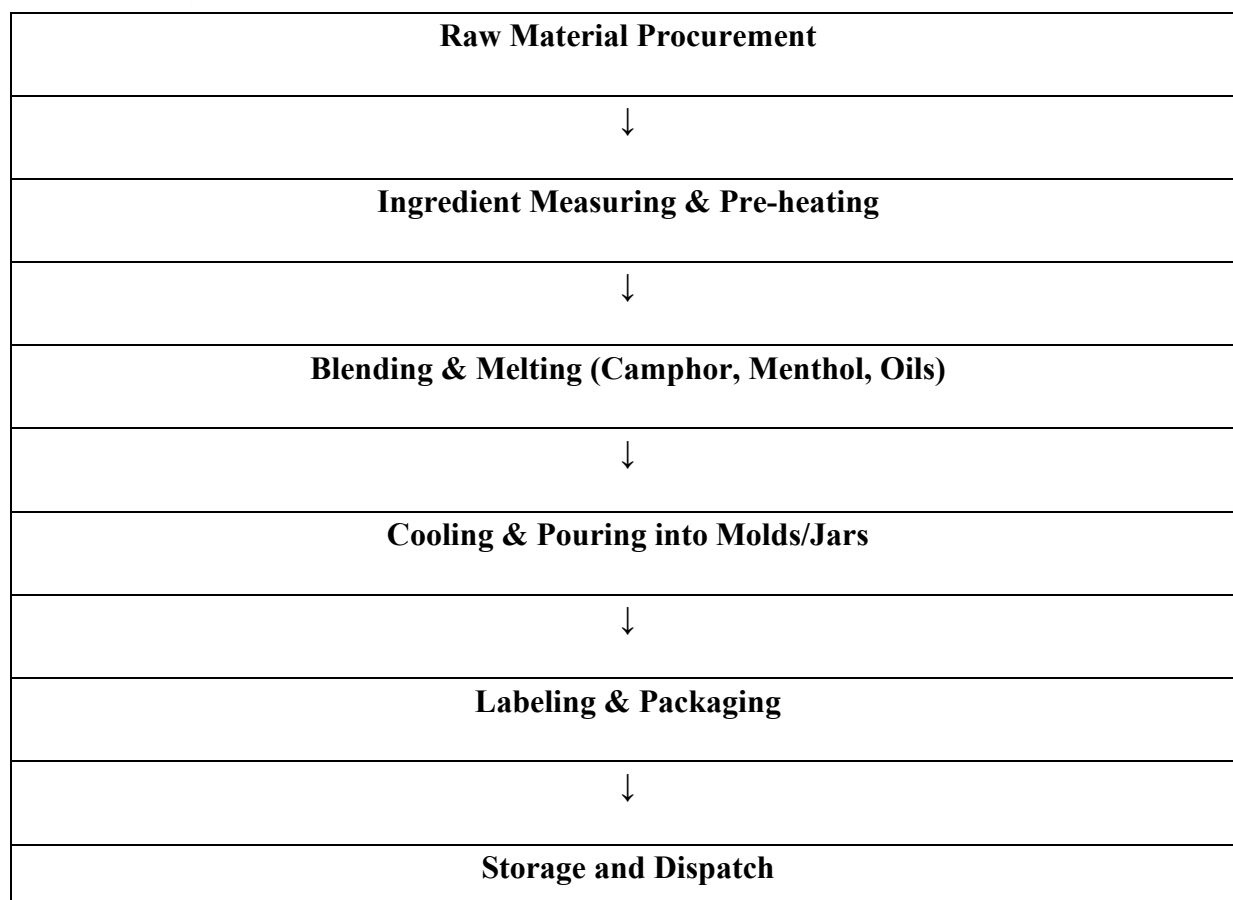 Raw Material Procurement
↓
Ingredient Measuring & Pre-heating
↓
Blending & Melting (Camphor, Menthol, Oils)
↓
Cooling & Pouring into Molds/Jars
↓
Labeling & Packaging
↓
Storage and Dispatch